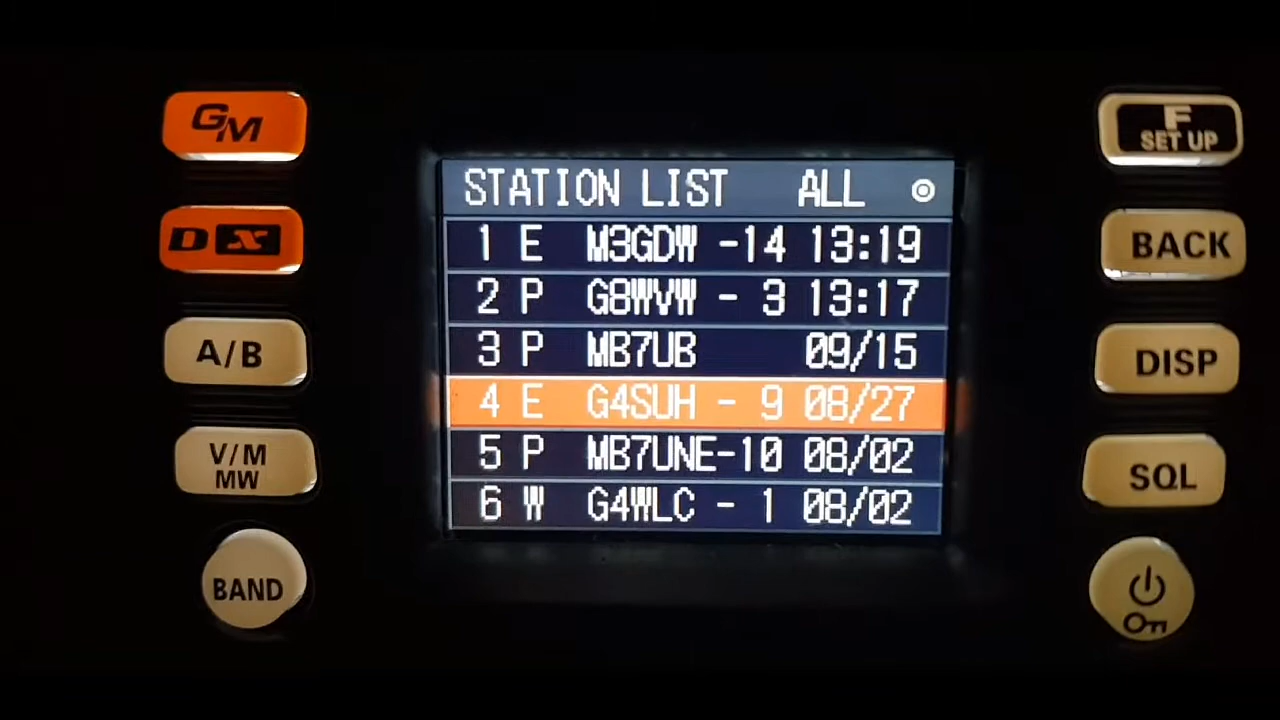 GM
F
SET UP
STATION LIST ALL
DX
1 E M3GDW -14 13:19
BACK
2 P G8WVW - 3 13:17
A/B
3 P MB7UB 09/15
DISP
4 E G4SUH - 9 08/27
V/M
MW
5 P MB7UNE-10 08/02
SQL
6 W G4WLC - 1 08/02
BAND